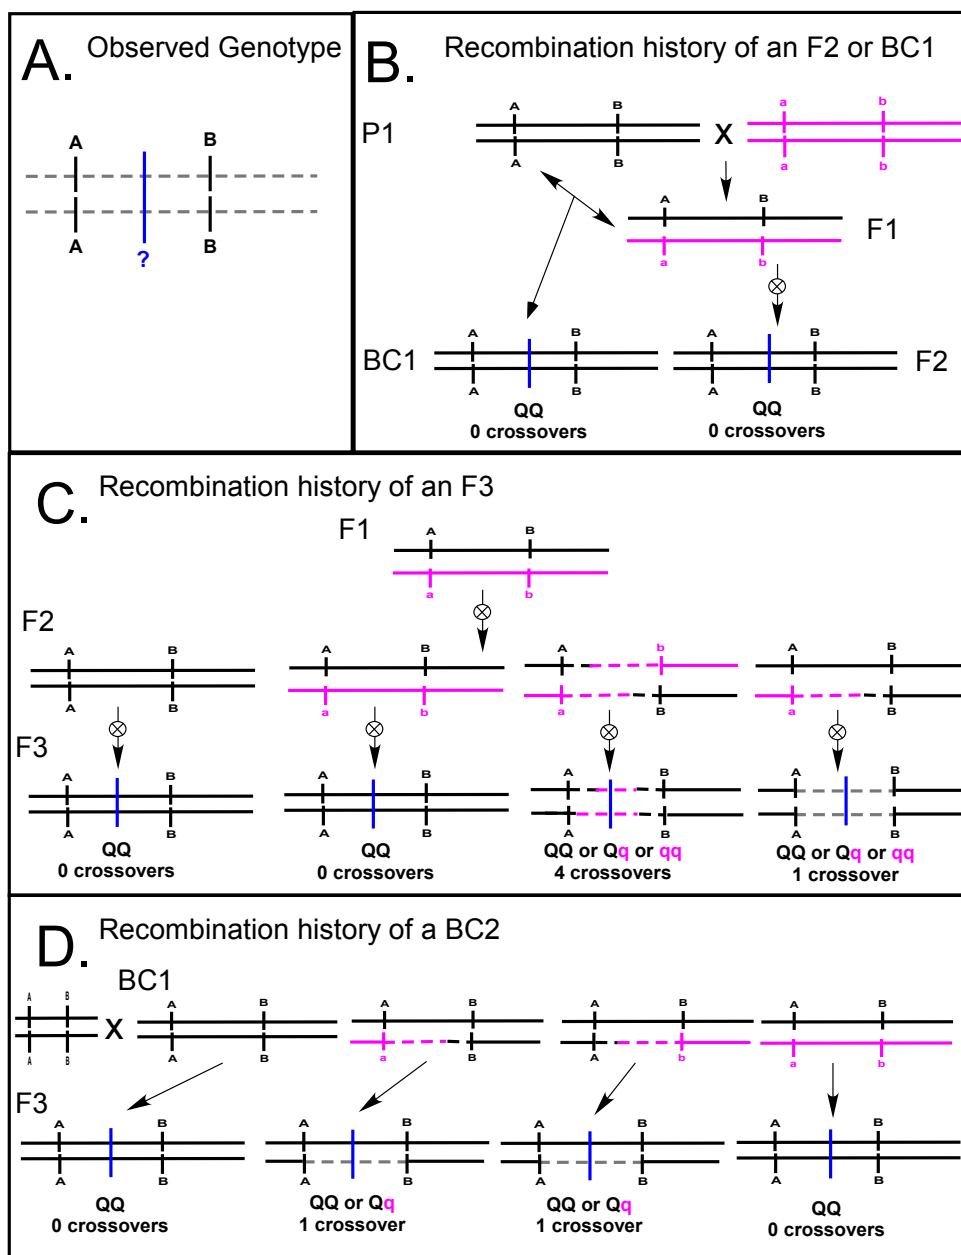 A. Observed Genotype
A B
A B
?
B. Recombination history of an F2 or BC1
P1 A B X a b
A B a b
A B F1
a b
BC1 A B A B F2
A B A B
QQ QQ
0 crossovers 0 crossovers
C. Recombination history of an F3
F1 A B
a b
F2
A B A B A b A B
A B a b a B a B
F3
A B A B A B A B
A B A B A B A B
QQ QQ QQ or Qq or qq QQ or Qq or qq
0 crossovers 0 crossovers 4 crossovers 1 crossover
D. Recombination history of a BC2
BC1
A B X A B A B A B A B
A B A B a B A b a b
F3
A B A B A B A B
A B A B A B A B
QQ QQ or Qq QQ or Qq QQ
0 crossovers 1 crossover 1 crossover 0 crossovers